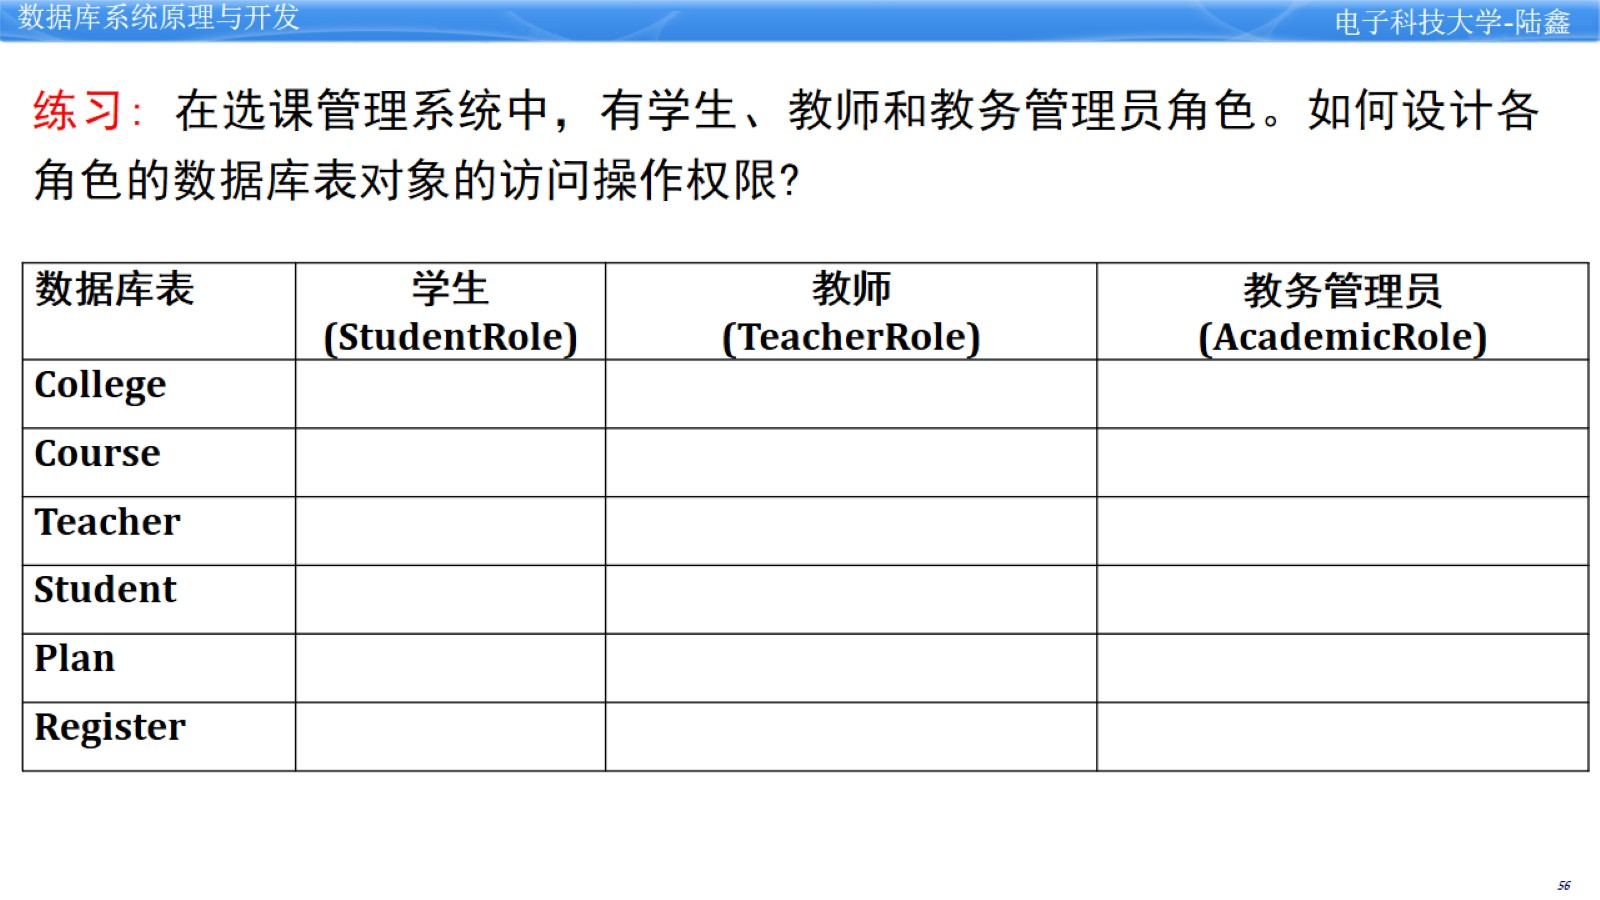 数据库系统原理与开发
电子科技大学-陆鑫
练习：在选课管理系统中，有学生、教师和教务管理员角色。如何设计各
角色的数据库表对象的访问操作权限?
数据库表 学生 教师 教务管理员
(StudentRole) (TeacherRole) (AcademicRole)
College
Course
Teacher
Student
Plan
Register
56